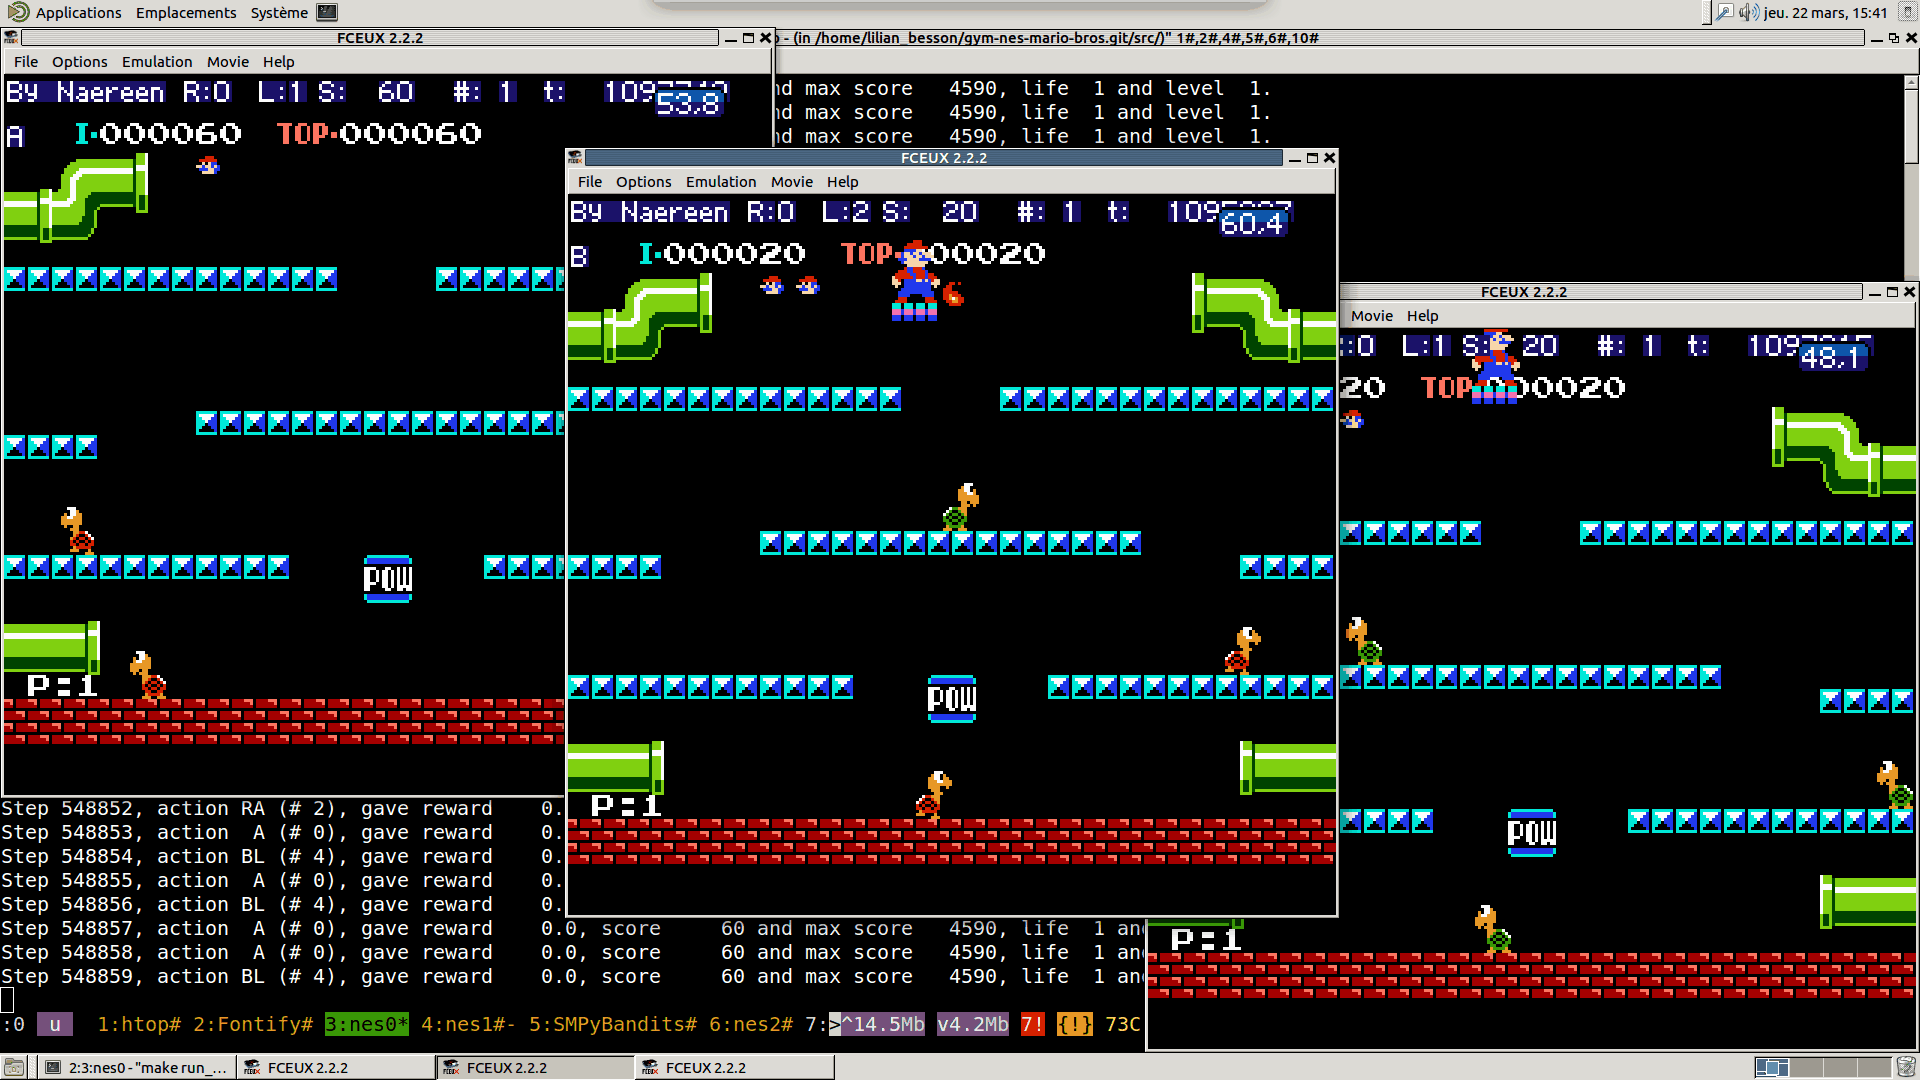 Applications Emplacements Système
jeu. 22 mars, 15:41
FCEUX 2.2.2
- (in /home/lilian_besson/gym-nes-mario-bros.git/src/)" 1#,2#,4#,5#,6#,10#
File Options Emulation Movie Help
By Naereen R:0 L:1 S: 60 #: 1 t:
53,8
A I-000060 TOP-000060
nd max score 4590, life 1 and level 1.
nd max score 4590, life 1 and level 1.
nd max score 4590, life 1 and level 1.
POW
P:1
FCEUX 2.2.2
File Options Emulation Movie Help
By Naereen R:0 L:2 S: 20 #: 1 t:
60,4
B I-000020 TOP-000020
POW
P:1
FCEUX 2.2.2
Movie Help
:0 L:1 S: 20 #: 1 t:
48,1
20 TOP-000020
POW
P:1
Step 548852, action RA (# 2), gave reward 0.
Step 548853, action A (# 0), gave reward 0.
Step 548854, action BL (# 4), gave reward 0.
Step 548855, action A (# 0), gave reward 0.
Step 548856, action BL (# 4), gave reward 0.
Step 548857, action A (# 0), gave reward 0.0, score 60 and max score 4590, life 1 and
Step 548858, action A (# 0), gave reward 0.0, score 60 and max score 4590, life 1 and
Step 548859, action BL (# 4), gave reward 0.0, score 60 and max score 4590, life 1 and
:0 u 1:htop# 2:Fontify# 3:nes0* 4:nes1#- 5:SMPyBandits# 6:nes2# 7:>^14.5Mb v4.2Mb 7! {!} 73C
2:3:nes0 - "make run_... FCEUX 2.2.2 FCEUX 2.2.2 FCEUX 2.2.2